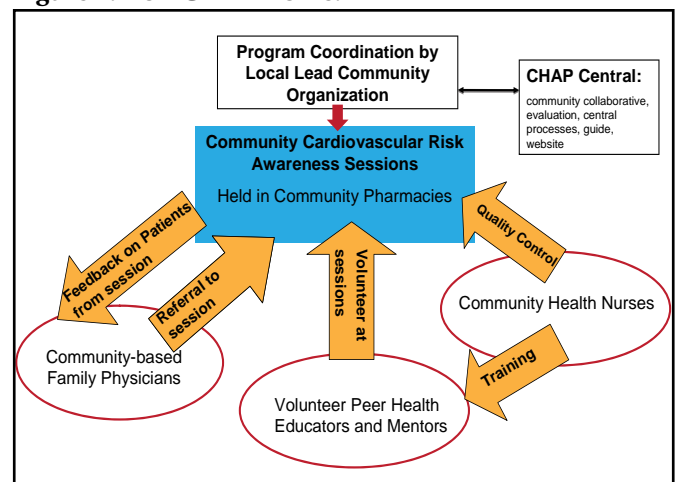 Program Coordination by
Local Lead Community
Organization
CHAP Central:
community collaborative,
evaluation, central
processes, guide,
website
Community Cardiovascular Risk
Awareness Sessions
Held in Community Pharmacies
Feedback on Patients
from session
Referral to
session
Volunteer at
sessions
Quality Control
Community Health Nurses
Training
Community-based
Family Physicians
Volunteer Peer Health
Educators and Mentors